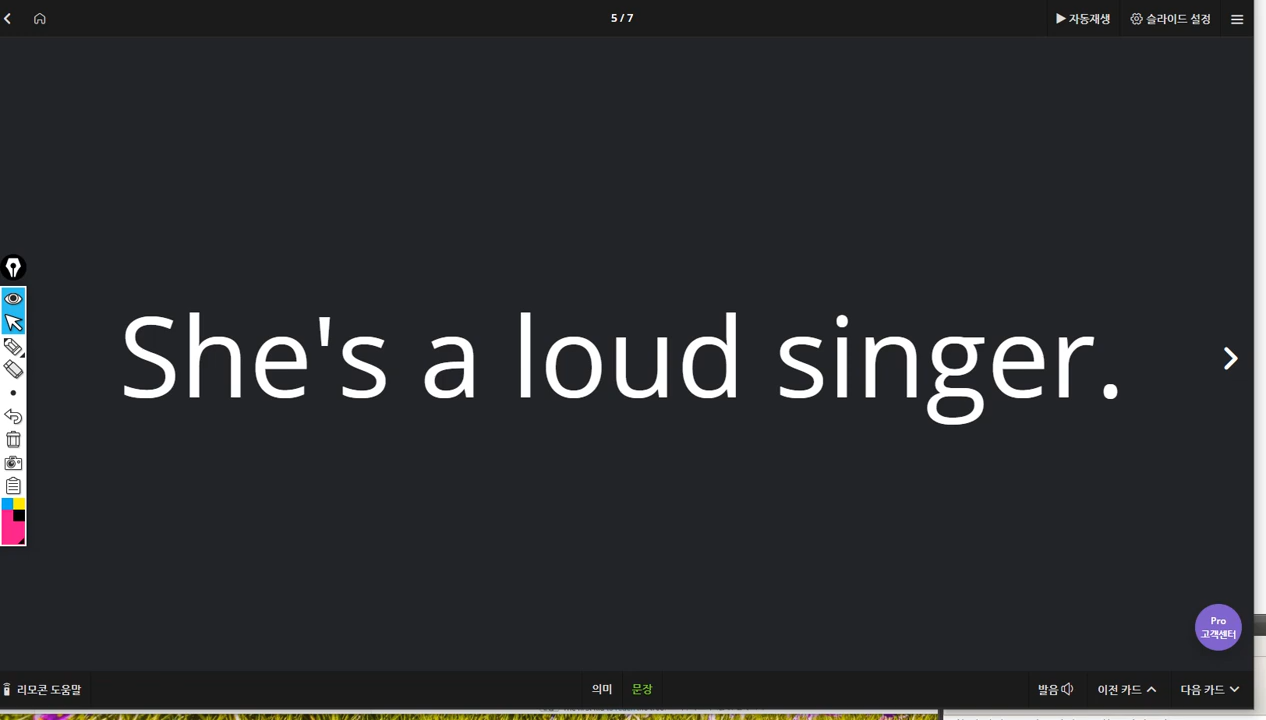 5 / 7
자동재생
슬라이드 설정
She's a loud singer.
Pro
고객센터
리모콘 도움말
의미
문장
발음
이전 카드
다음 카드